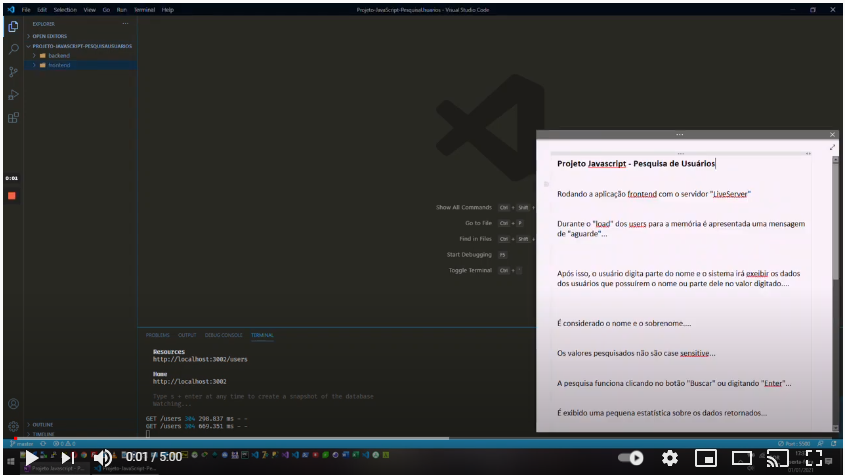 File Edit Selection View Go Run Terminal Help
Projeto-JavaScript-PesquisaUsuarios - Visual Studio Code
EXPLORER
OPEN EDITORS
PROJETO-JAVASCRIPT-PESQUISAUSUARIOS
backend
frontend
0:01
Show All Commands Ctrl + Shift +
Go to File Ctrl + P
Find in Files Ctrl + Shift +
Start Debugging F5
Toggle Terminal Ctrl + `
Projeto Javascript - Pesquisa de Usuários
Rodando a aplicação frontend com o servidor "LiveServer"
Durante o "load" dos users para a memória é apresentada uma mensagem
de "aguarde"...
Após isso, o usuário digita parte do nome e o sistema irá exeibir os dados
dos usuários que possuírem o nome ou parte dele no valor digitado....
É considerado o nome e o sobrenome....
Os valores pesquisados não são case sensitive...
A pesquisa funciona clicando no botão "Buscar" ou digitando "Enter"...
É exibido uma pequena estatística sobre os dados retornados...
PROBLEMS OUTPUT DEBUG CONSOLE TERMINAL
Resources
http://localhost:3002/users
Home
http://localhost:3002
Type s + enter at any time to create a snapshot of the database
Watching...
GET /users 304 298.837 ms - -
GET /users 304 669.351 ms - -
OUTLINE
TIMELINE
master 0 0
Port : 5500
0:01 / 5:00
Projeto Javascript - P...
Projeto-JavaScript-Pe...